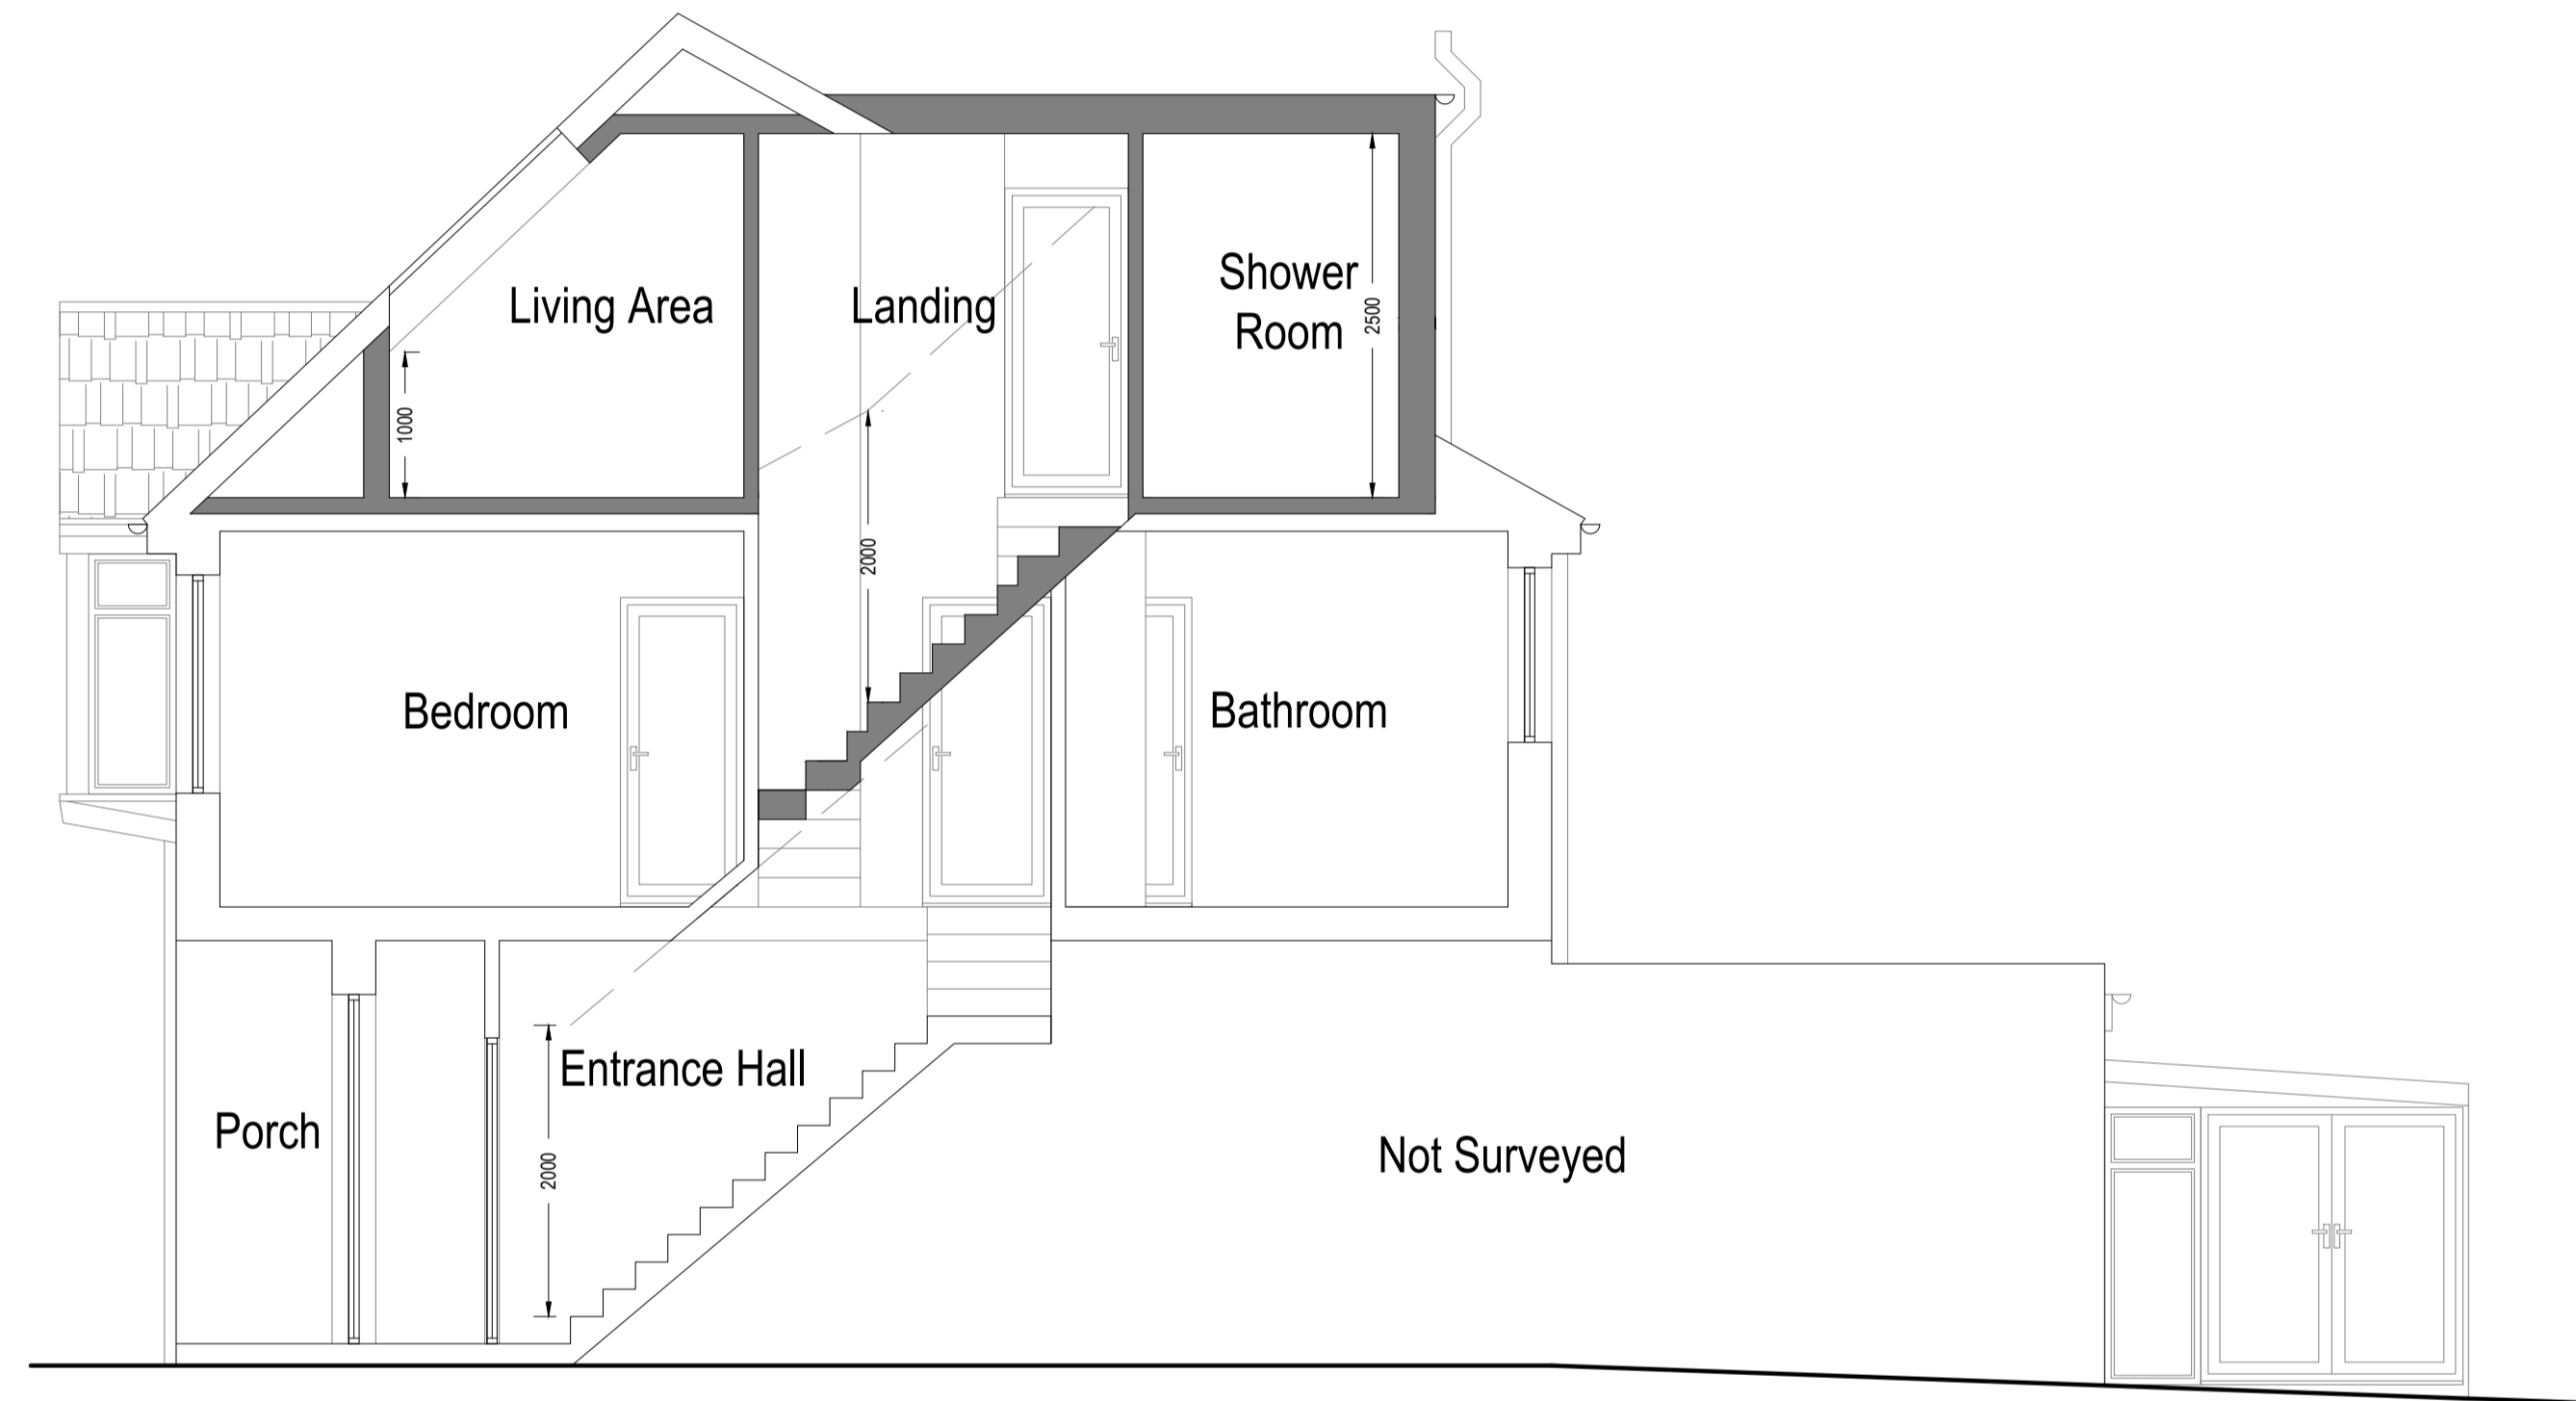 Living Area
Landing
Shower
Room
2500
1000
2000
Bedroom
Bathroom
Entrance Hall
Porch
2000
Not Surveyed